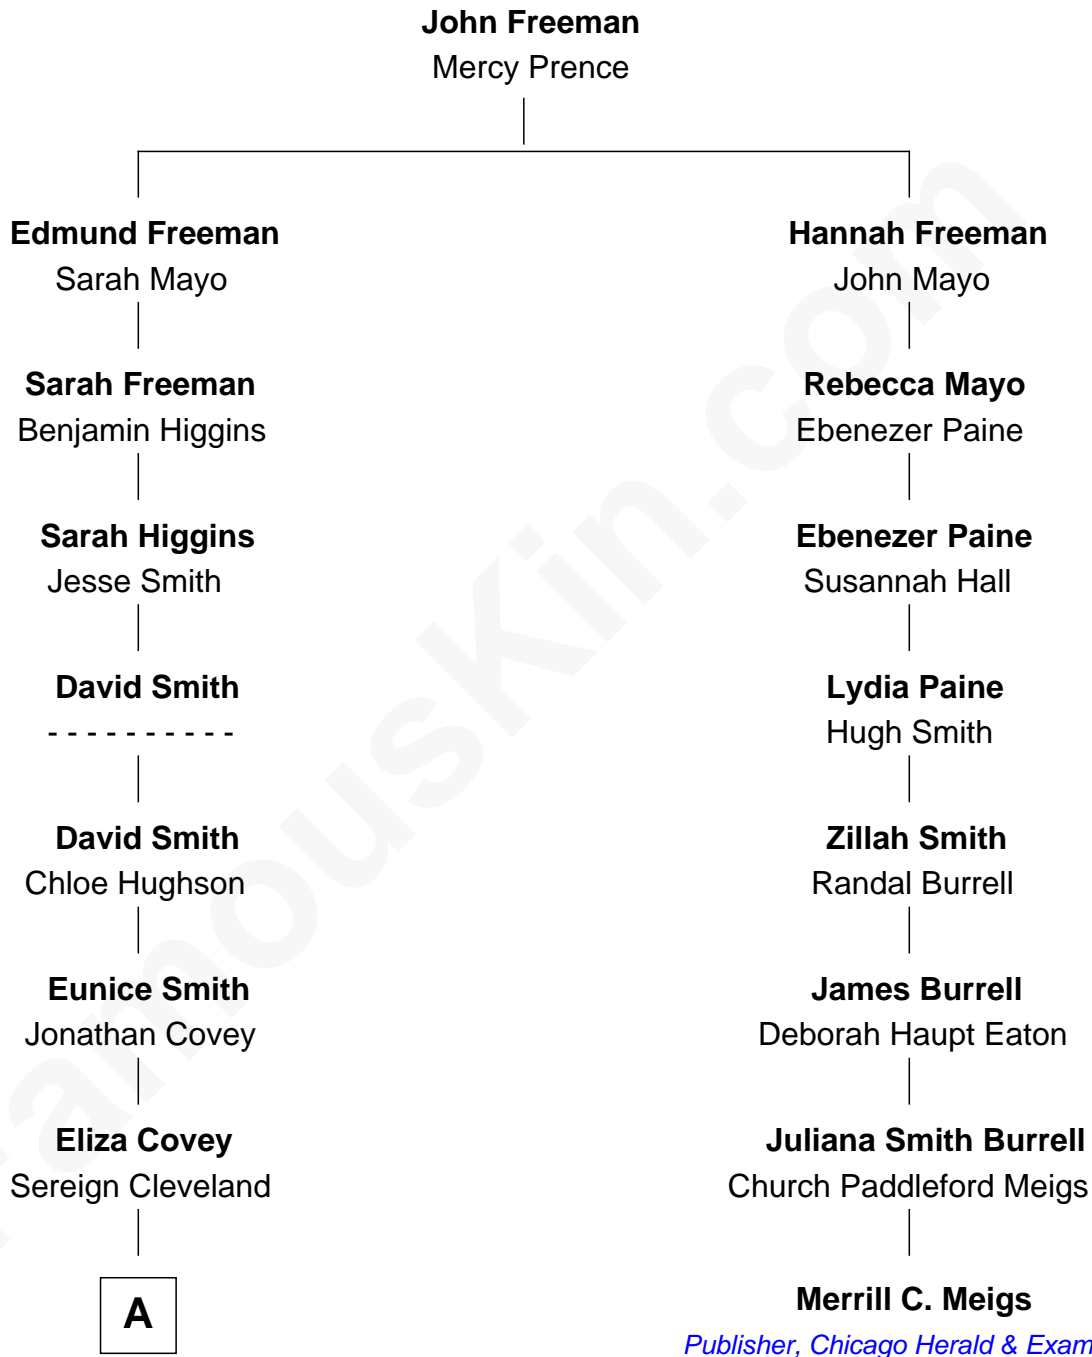 John Freeman
Mercy Prence
Edmund Freeman
Sarah Mayo
Hannah Freeman
John Mayo
Sarah Freeman
Benjamin Higgins
Rebecca Mayo
Ebenezer Paine
Sarah Higgins
Jesse Smith
Ebenezer Paine
Susannah Hall
David Smith
- - - - - - - - - -
Lydia Paine
Hugh Smith
David Smith
Chloe Hughson
Zillah Smith
Randal Burrell
Eunice Smith
Jonathan Covey
James Burrell
Deborah Haupt Eaton
Eliza Covey
Sereign Cleveland
Juliana Smith Burrell
Church Paddleford Meigs
A
Merrill C. Meigs
Publisher, Chicago Herald & Exam
FamousKin.com